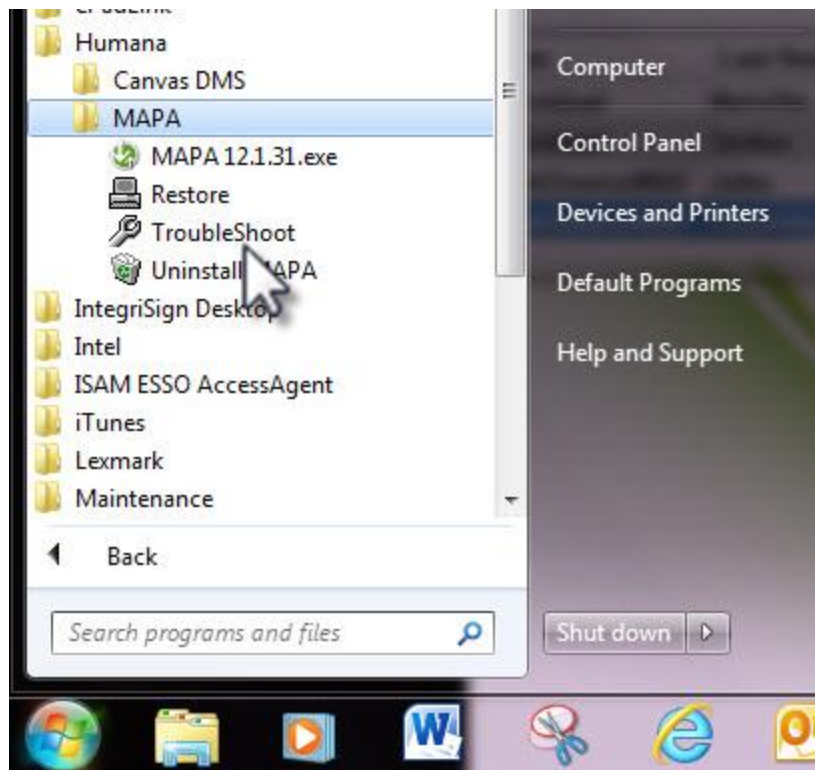 Humana
Canvas DMS
MAPA
MAPA 12.1.31.exe
Restore
TroubleShoot
Uninstall
IntegriSign Desktop
Intel
ISAM ESSO AccessAgent
iTunes
Lexmark
Maintenance
Back
Search programs and files
Computer
Control Panel
Devices and Printers
Default Programs
Help and Support
Shut down
W